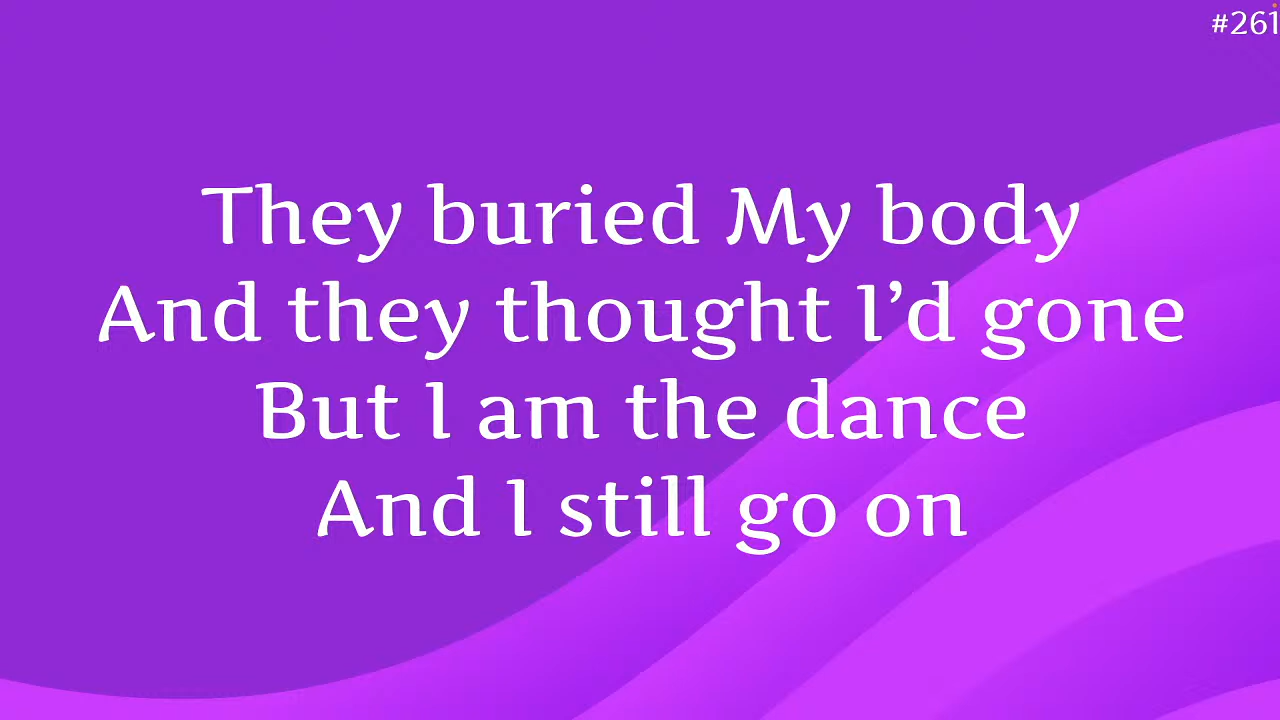 #261
They buried My body
And they thought I’d gone
But I am the dance
And I still go on